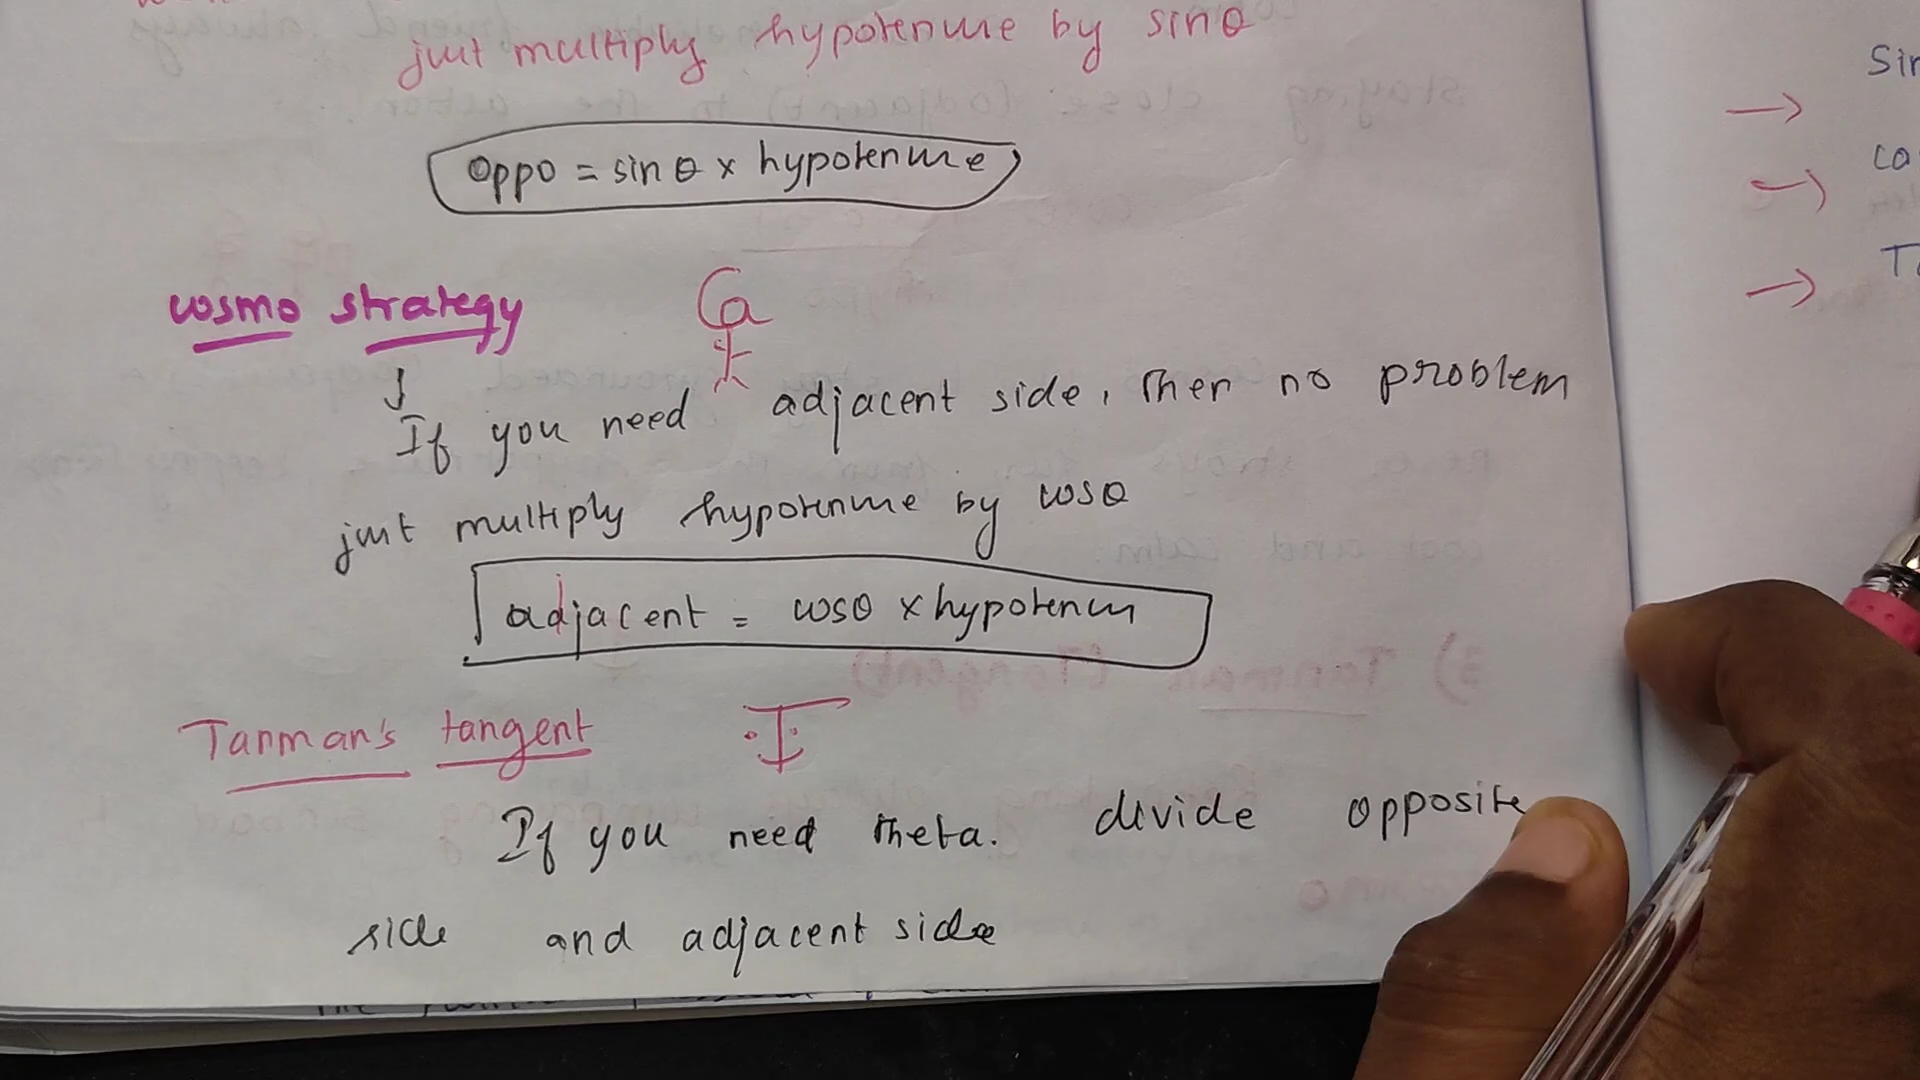 just multiply hypotenuse by sinθ
oppo = sin θ x hypotenuse
cosmo strategy
If you need adjacent side, then no problem
just multiply hypotenuse by cosθ
adjacent = cosθ x hypotenus
Tanman's tangent
If you need theta. divide opposite
side and adjacent side
Sin
co
T